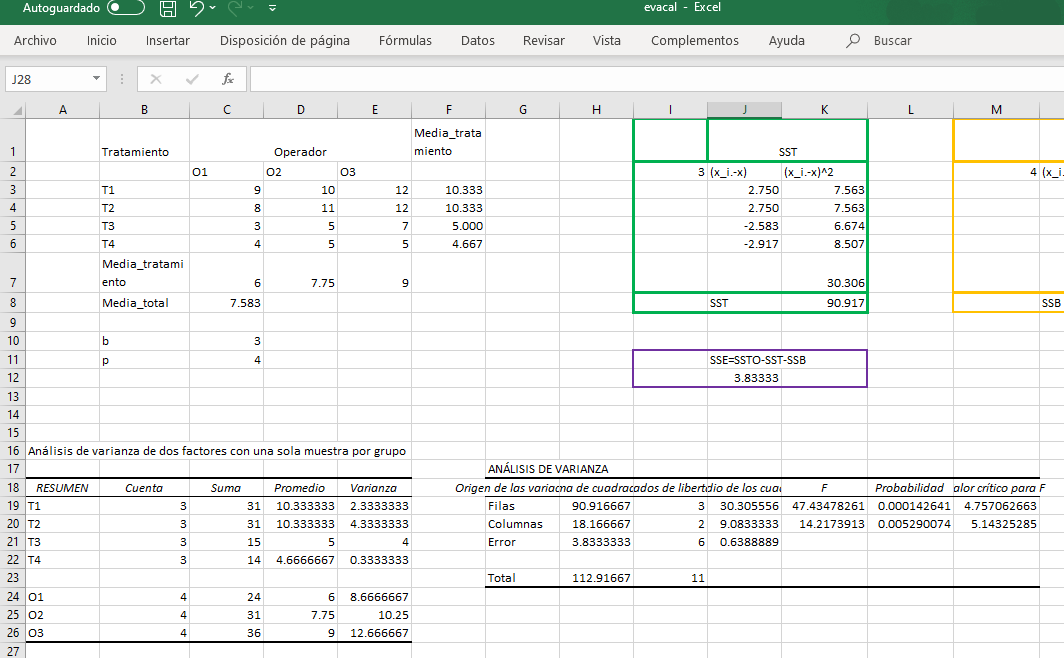 Autoguardado evacal - Excel
Archivo Inicio Insertar Disposición de página Fórmulas Datos Revisar Vista Complementos Ayuda Buscar
J28 fx
A B C D E F G H I J K L M
1 Tratamiento Operador Media_trata miento SST
2 O1 O2 O3 3 (x_i.-x) (x_i.-x)^2 4 (x_i.
3 T1 9 10 12 10.333 2.750 7.563
4 T2 8 11 12 10.333 2.750 7.563
5 T3 3 5 7 5.000 -2.583 6.674
6 T4 4 5 5 4.667 -2.917 8.507
7 Media_tratami ento 6 7.75 9 30.306
8 Media_total 7.583 SST 90.917 SSB
9
10 b 3
11 p 4 SSE=SSTO-SST-SSB
12 3.83333
13
14
15
16 Análisis de varianza de dos factores con una sola muestra por grupo
17 ANÁLISIS DE VARIANZA
18 RESUMEN Cuenta Suma Promedio Varianza Origen de las variac na de cuadra ados de libert dio de los cua F Probabilidad alor crítico para F
19 T1 3 31 10.333333 2.3333333 Filas 90.916667 3 30.305556 47.43478261 0.000142641 4.757062663
20 T2 3 31 10.333333 4.3333333 Columnas 18.166667 2 9.0833333 14.2173913 0.005290074 5.14325285
21 T3 3 15 5 4 Error 3.8333333 6 0.6388889
22 T4 3 14 4.6666667 0.3333333
23 Total 112.91667 11
24 O1 4 24 6 8.6666667
25 O2 4 31 7.75 10.25
26 O3 4 36 9 12.666667
27